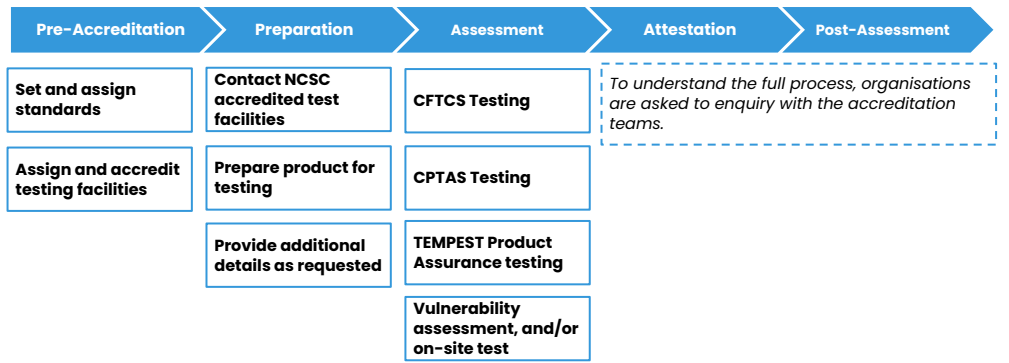 Pre-Accreditation
Preparation
Assessment
Attestation
Post-Assessment
Set and assign
standards
Assign and accredit
testing facilities
Contact NCSC
accredited test
facilities
Prepare product for
testing
Provide additional
details as requested
CFTCS Testing
CPTAS Testing
TEMPEST Product
Assurance testing
Vulnerability
assessment, and/or
on-site test
To understand the full process, organisations
are asked to enquiry with the accreditation
teams.